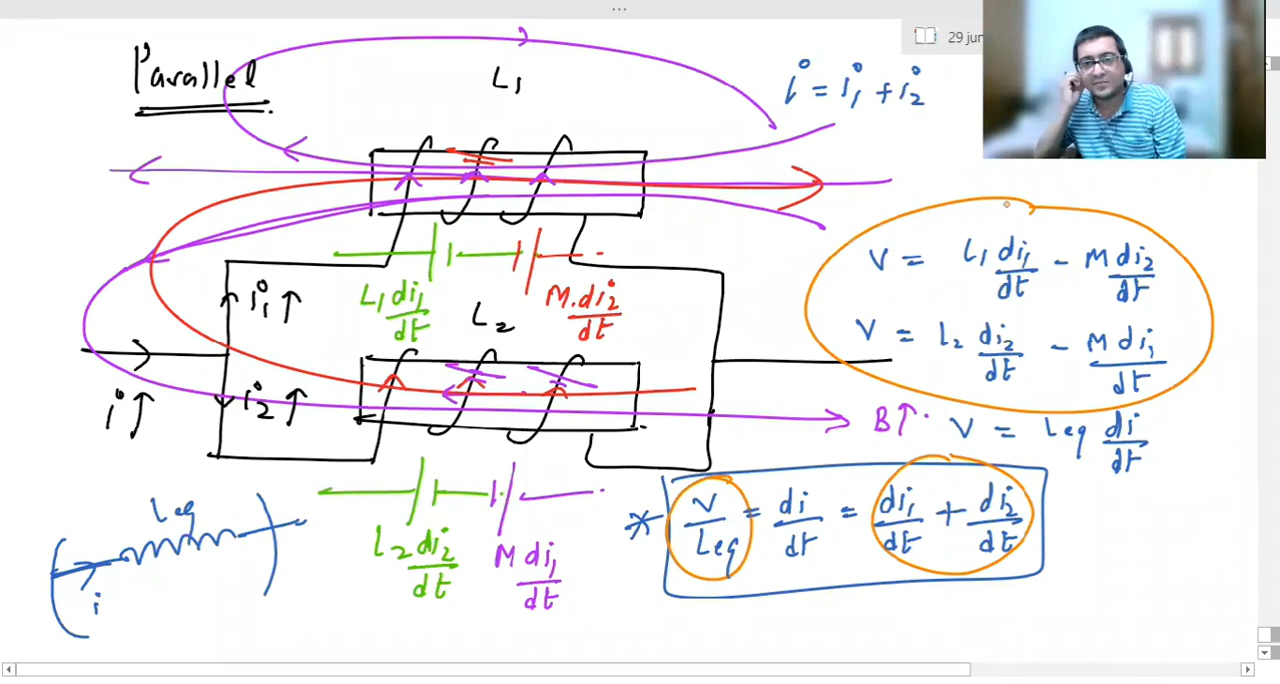 ...
29 jun
Parallel
L₁
i = i₁ + i₂
L₁ di₁/dt
M. di₂/dt
V = L₁ di₁/dt - M di₂/dt
V = L₂ di₂/dt - M di₁/dt
i₁ ↑
L₂
i ↑
i₂ ↑
B ↑ .
V = Leq di/dt
Leq
i
L₂ di₂/dt
M di₁/dt
* V/Leq = di/dt = di₁/dt + di₂/dt